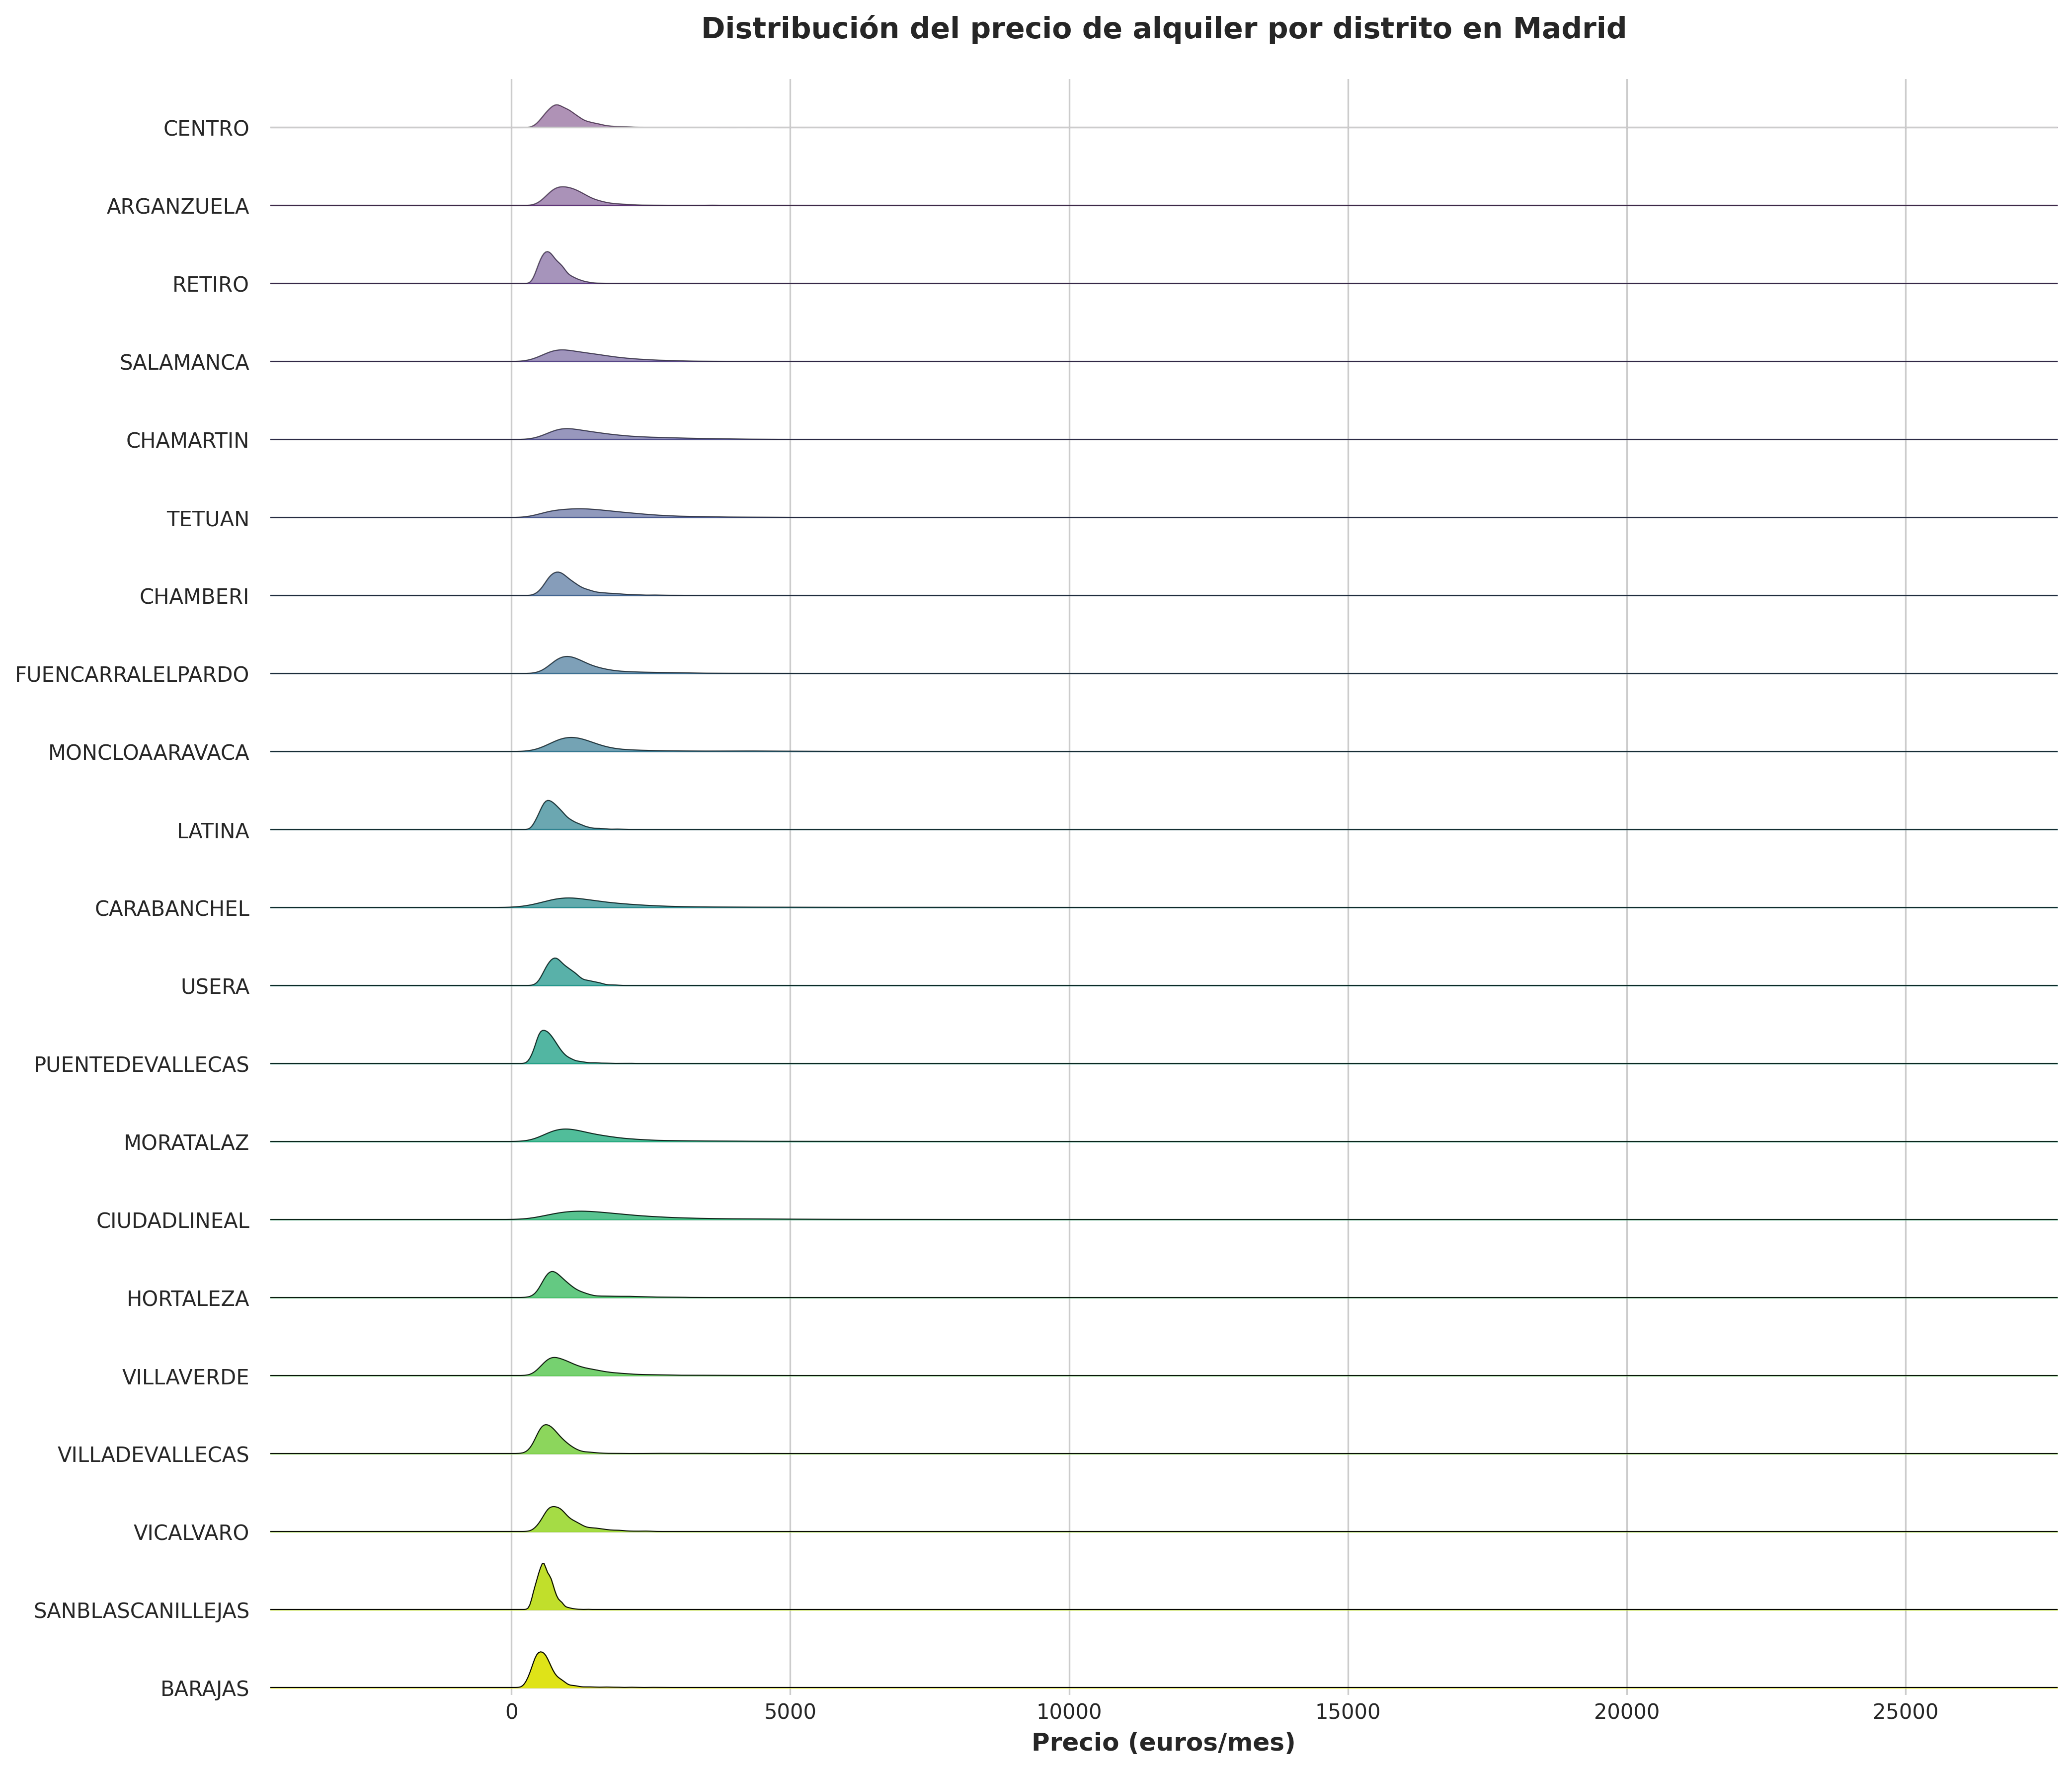 Distribución del precio de alquiler por distrito en Madrid
CENTRO
ARGANZUELA
RETIRO
SALAMANCA
CHAMARTIN
TETUAN
CHAMBERI
FUENCARRALELPARDO
MONCLOAARAVACA
LATINA
CARABANCHEL
USERA
PUENTEDEVALLECAS
MORATALAZ
CIUDADLINEAL
HORTALEZA
VILLAVERDE
VILLADEVALLECAS
VICALVARO
SANBLASCANILLEJAS
BARAJAS
0 5000 10000 15000 20000 25000
Precio (euros/mes)